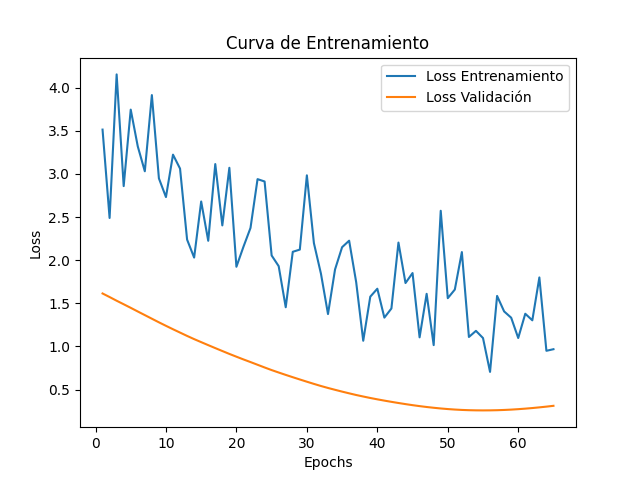 Curva de Entrenamiento
Loss Entrenamiento
Loss Validación
Loss
4.0
3.5
3.0
2.5
2.0
1.5
1.0
0.5
0 10 20 30 40 50 60
Epochs